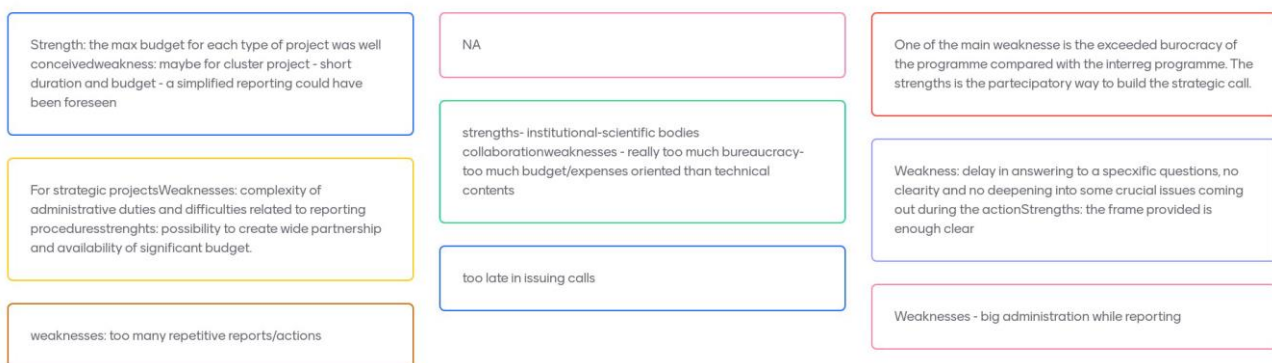 Strength: the max budget for each type of project was well
conceivedweakness: maybe for cluster project - short
duration and budget - a simplified reporting could have
been foreseen
For strategic projectsWeaknesses: complexity of
administrative duties and difficulties related to reporting
proceduresstrenghts: possibility to create wide partnership
and availability of significant budget.
weaknesses: too many repetitive reports/actions
NA
strengths- institutional-scientific bodies
collaborationweaknesses - really too much bureaucracy-
too much budget/expenses oriented than technical
contents
too late in issuing calls
One of the main weaknesse is the exceeded burocracy of
the programme compared with the interreg programme. The
strengths is the partecipatory way to build the strategic call.
Weakness: delay in answering to a specxific questions, no
clearity and no deepening into some crucial issues coming
out during the actionStrengths: the frame provided is
enough clear
Weaknesses - big administration while reporting